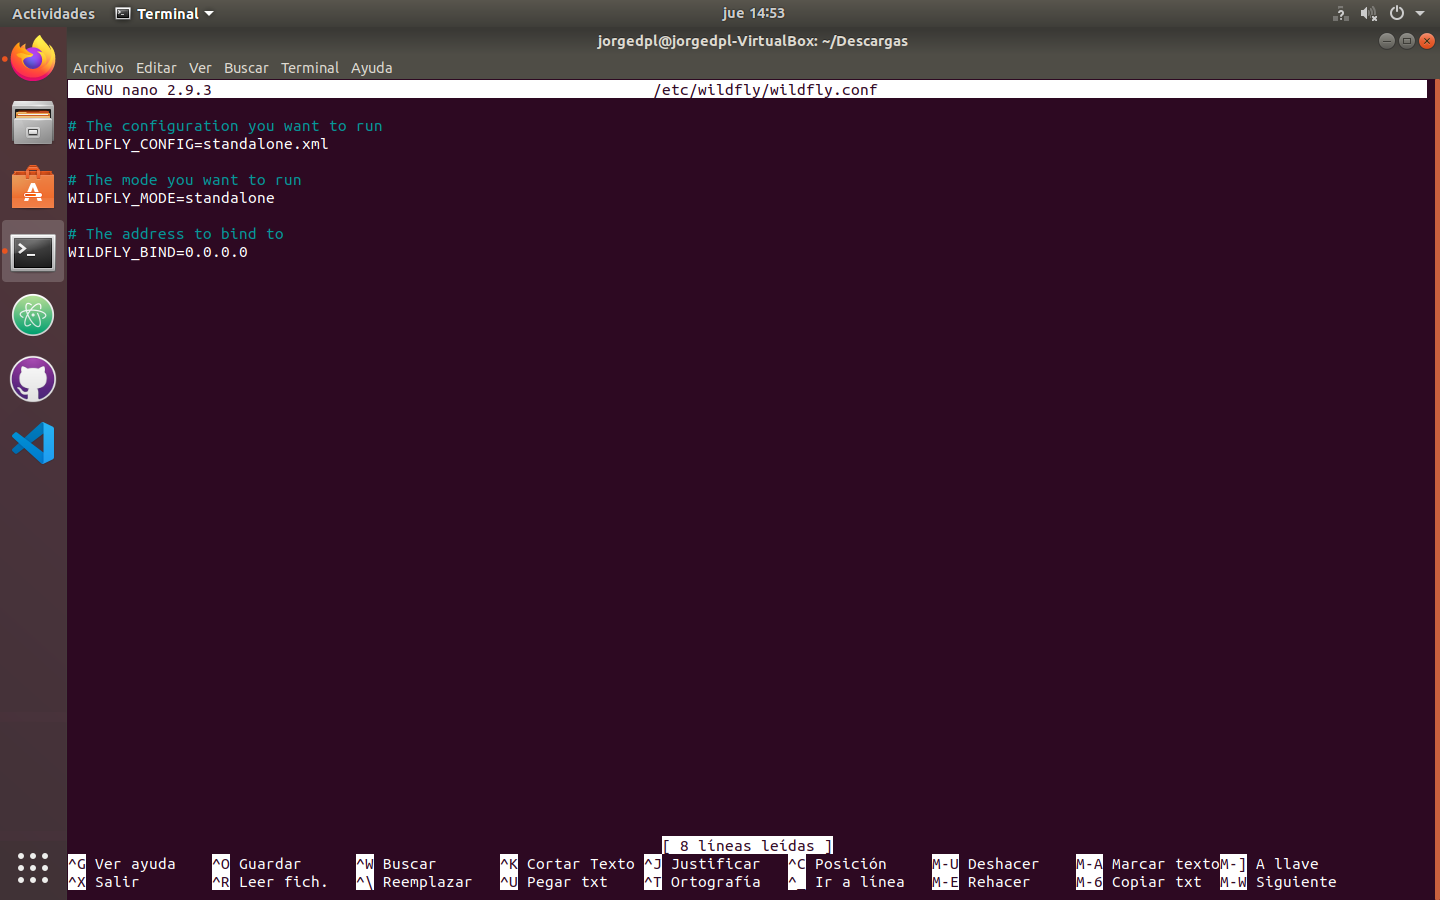 Actividades Terminal jue 14:53
jorgedpl@jorgedpl-VirtualBox: ~/Descargas
Archivo Editar Ver Buscar Terminal Ayuda
GNU nano 2.9.3 /etc/wildfly/wildfly.conf
# The configuration you want to run
WILDFLY_CONFIG=standalone.xml
# The mode you want to run
WILDFLY_MODE=standalone
# The address to bind to
WILDFLY_BIND=0.0.0.0
[ 8 líneas leídas ]
^G Ver ayuda ^O Guardar ^W Buscar ^K Cortar Texto ^J Justificar ^C Posición M-U Deshacer M-A Marcar texto M-] A llave
^X Salir ^R Leer fich. ^\ Reemplazar ^U Pegar txt ^T Ortografía ^_ Ir a línea M-E Rehacer M-6 Copiar txt M-W Siguiente